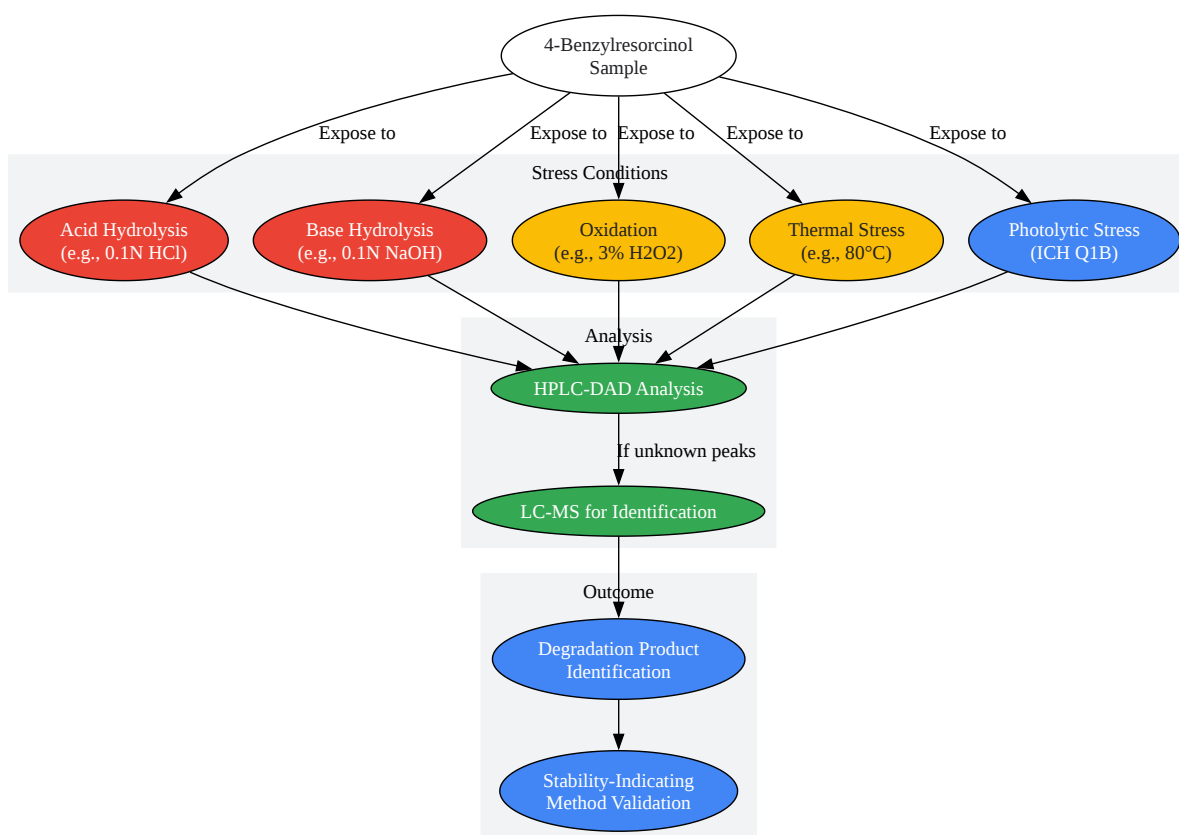 4-Benzylresorcinol
Sample
Expose to
Expose to
Expose to
Expose to
Expose to
Stress Conditions
Acid Hydrolysis
(e.g., 0.1N HCl)
Base Hydrolysis
(e.g., 0.1N NaOH)
Oxidation
(e.g., 3% H2O2)
Thermal Stress
(e.g., 80°C)
Photolytic Stress
(ICH Q1B)
Analysis
HPLC-DAD Analysis
If unknown peaks
LC-MS for Identification
Outcome
Degradation Product
Identification
Stability-Indicating
Method Validation